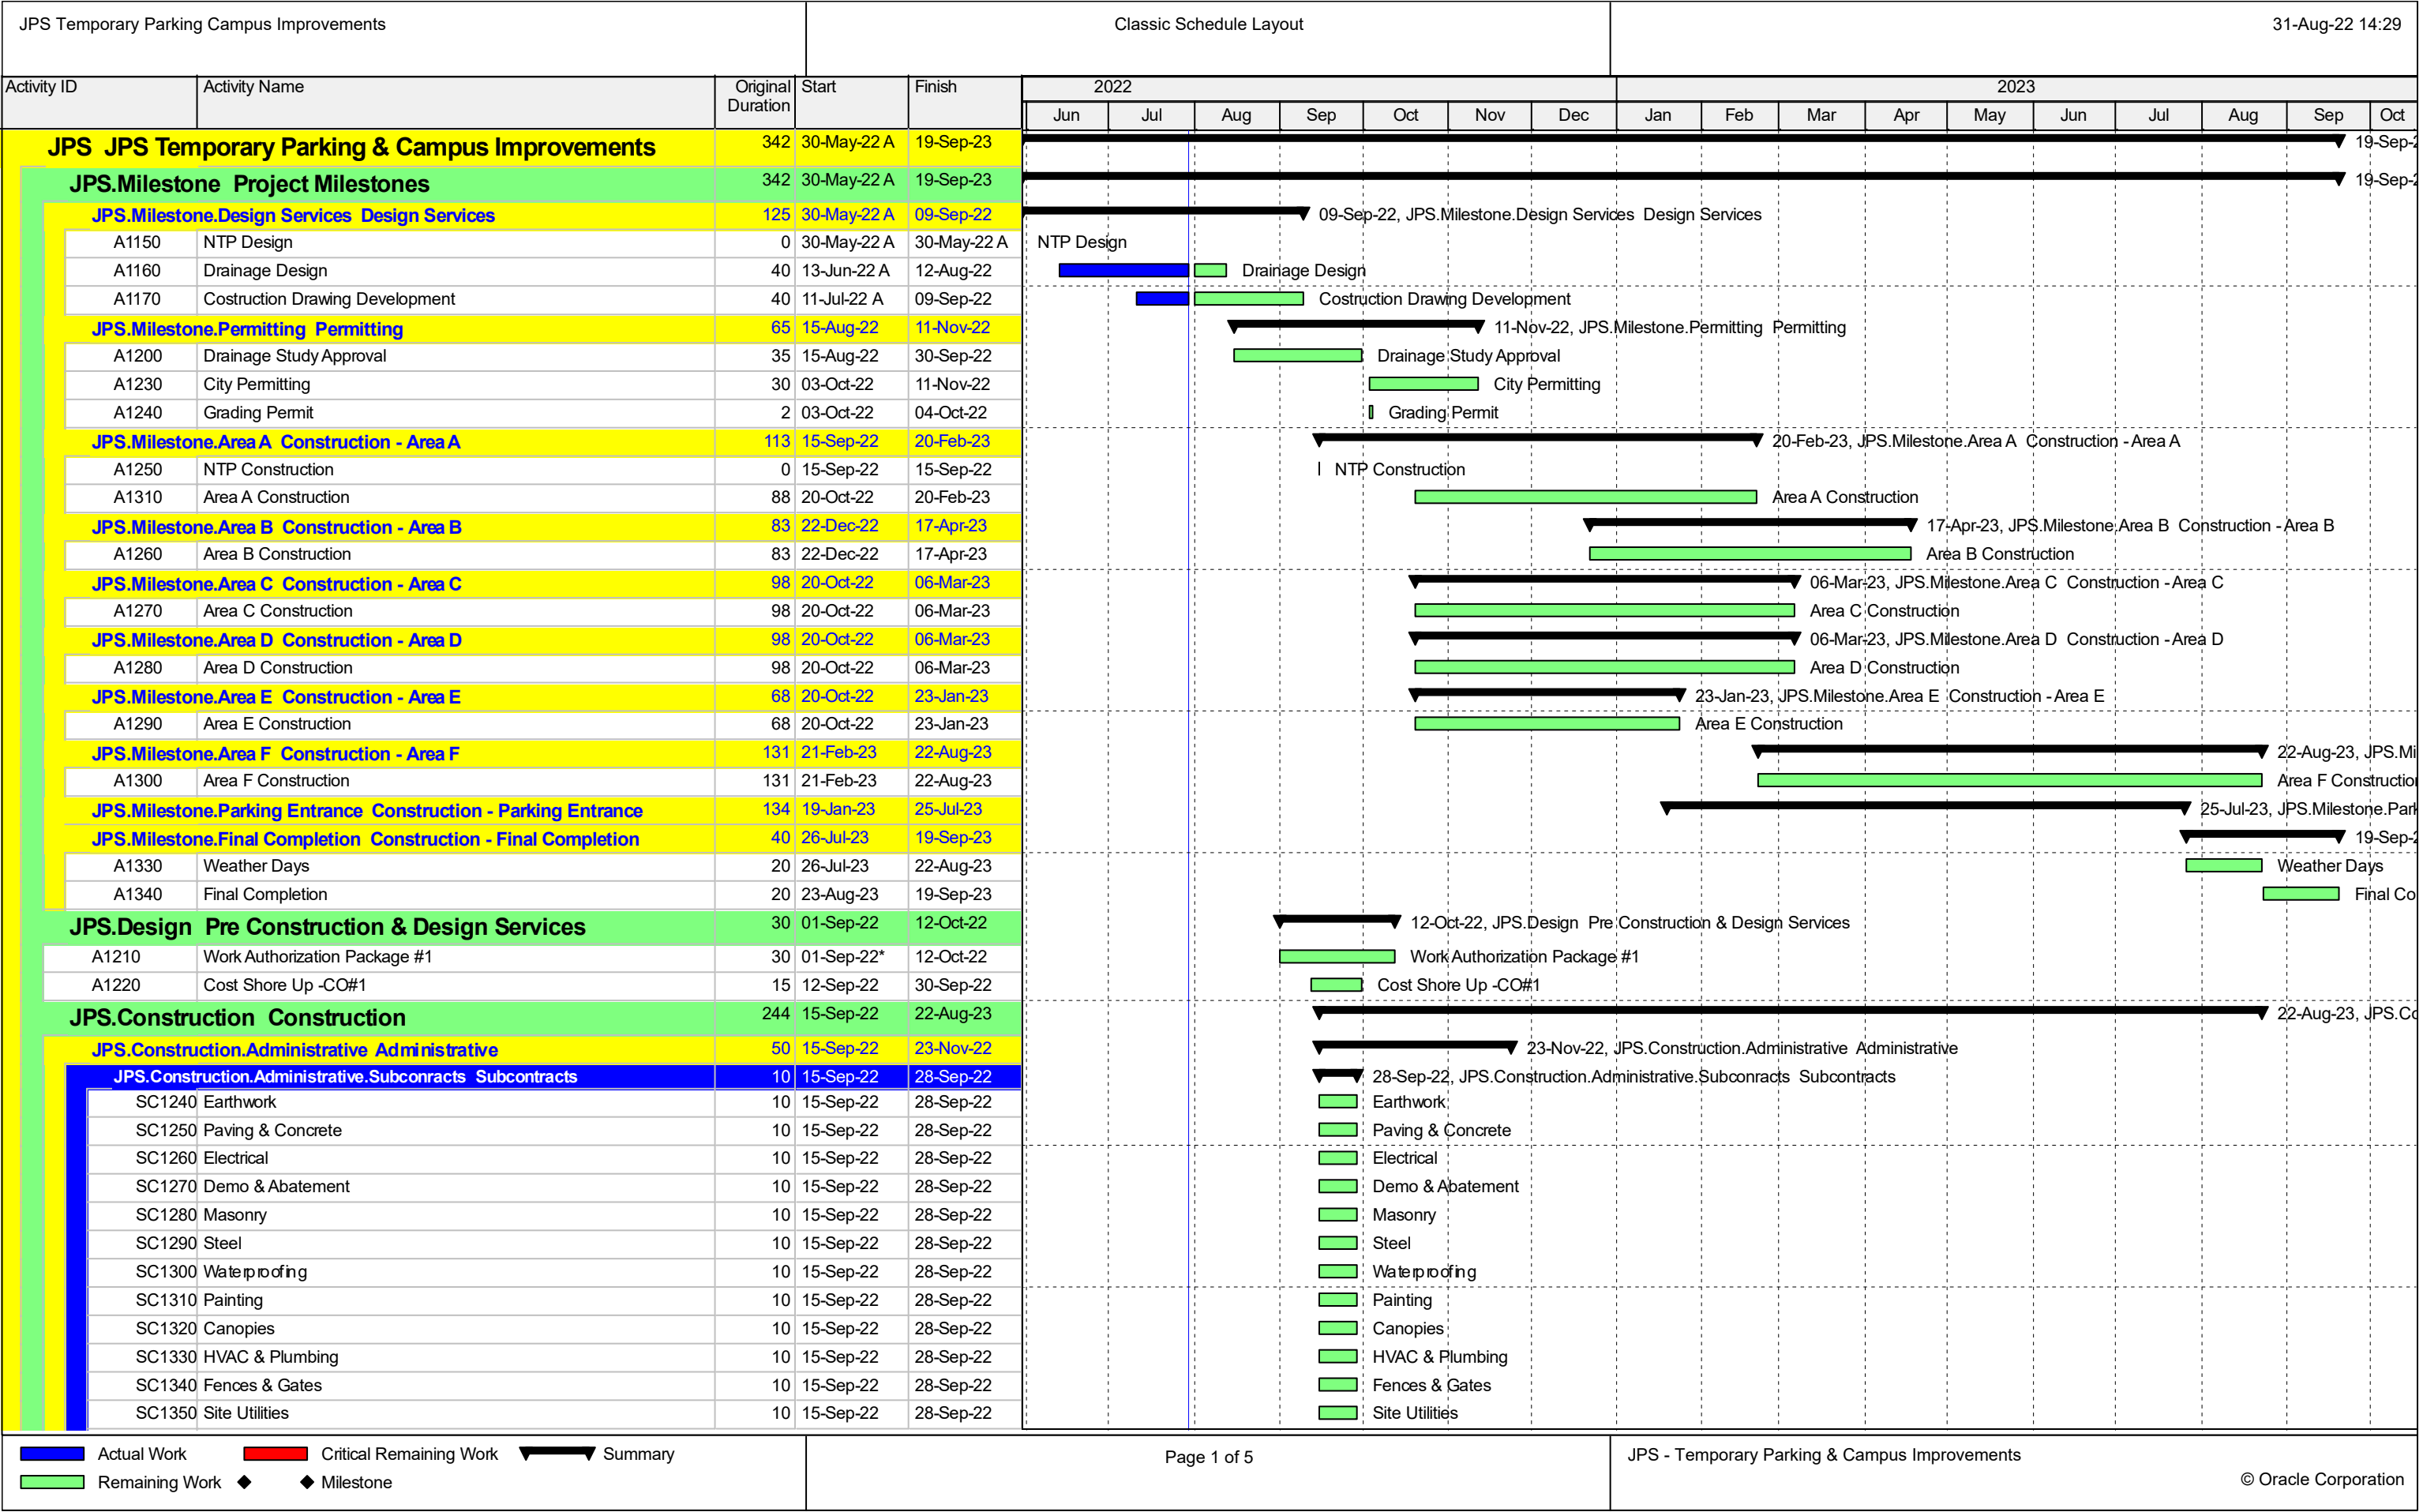 JPS Temporary Parking Campus Improvements Classic Schedule Layout 31-Aug-22 14:29
Activity ID Activity Name Original Duration Start Finish 2022 2023
Jun Jul Aug Sep Oct Nov Dec Jan Feb Mar Apr May Jun Jul Aug Sep Oct
JPS JPS Temporary Parking & Campus Improvements 342 30-May-22 A 19-Sep-23 19-Sep-2
JPS.Milestone Project Milestones 342 30-May-22 A 19-Sep-23 19-Sep-2
JPS.Milestone.Design Services Design Services 125 30-May-22 A 09-Sep-22 09-Sep-22, JPS.Milestone.Design Services Design Services
A1150 NTP Design 0 30-May-22 A 30-May-22 A NTP Design
A1160 Drainage Design 40 13-Jun-22 A 12-Aug-22 Drainage Design
A1170 Costruction Drawing Development 40 11-Jul-22 A 09-Sep-22 Costruction Drawing Development
JPS.Milestone.Permitting Permitting 65 15-Aug-22 11-Nov-22 11-Nov-22, JPS.Milestone.Permitting Permitting
A1200 Drainage Study Approval 35 15-Aug-22 30-Sep-22 Drainage Study Approval
A1230 City Permitting 30 03-Oct-22 11-Nov-22 City Permitting
A1240 Grading Permit 2 03-Oct-22 04-Oct-22 Grading Permit
JPS.Milestone.Area A Construction - Area A 113 15-Sep-22 20-Feb-23 20-Feb-23, JPS.Milestone.Area A Construction - Area A
A1250 NTP Construction 0 15-Sep-22 15-Sep-22 NTP Construction
A1310 Area A Construction 88 20-Oct-22 20-Feb-23 Area A Construction
JPS.Milestone.Area B Construction - Area B 83 22-Dec-22 17-Apr-23 17-Apr-23, JPS.Milestone.Area B Construction - Area B
A1260 Area B Construction 83 22-Dec-22 17-Apr-23 Area B Construction
JPS.Milestone.Area C Construction - Area C 98 20-Oct-22 06-Mar-23 06-Mar-23, JPS.Milestone.Area C Construction - Area C
A1270 Area C Construction 98 20-Oct-22 06-Mar-23 Area C Construction
JPS.Milestone.Area D Construction - Area D 98 20-Oct-22 06-Mar-23 06-Mar-23, JPS.Milestone.Area D Construction - Area D
A1280 Area D Construction 98 20-Oct-22 06-Mar-23 Area D Construction
JPS.Milestone.Area E Construction - Area E 68 20-Oct-22 23-Jan-23 23-Jan-23, JPS.Milestone.Area E Construction - Area E
A1290 Area E Construction 68 20-Oct-22 23-Jan-23 Area E Construction
JPS.Milestone.Area F Construction - Area F 131 21-Feb-23 22-Aug-23 22-Aug-23, JPS.Mi
A1300 Area F Construction 131 21-Feb-23 22-Aug-23 Area F Construction
JPS.Milestone.Parking Entrance Construction - Parking Entrance 134 19-Jan-23 25-Jul-23 25-Jul-23, JPS.Milestone.Park
JPS.Milestone.Final Completion Construction - Final Completion 40 26-Jul-23 19-Sep-23 19-Sep-2
A1330 Weather Days 20 26-Jul-23 22-Aug-23 Weather Days
A1340 Final Completion 20 23-Aug-23 19-Sep-23 Final Co
JPS.Design Pre Construction & Design Services 30 01-Sep-22 12-Oct-22 12-Oct-22, JPS.Design Pre Construction & Design Services
A1210 Work Authorization Package #1 30 01-Sep-22* 12-Oct-22 Work Authorization Package #1
A1220 Cost Shore Up -CO#1 15 12-Sep-22 30-Sep-22 Cost Shore Up -CO#1
JPS.Construction Construction 244 15-Sep-22 22-Aug-23 22-Aug-23, JPS.Co
JPS.Construction.Administrative Administrative 50 15-Sep-22 23-Nov-22 23-Nov-22, JPS.Construction.Administrative Administrative
JPS.Construction.Administrative.Subconracts Subcontracts 10 15-Sep-22 28-Sep-22 28-Sep-22, JPS.Construction.Administrative.Subconracts Subcontracts
SC1240 Earthwork 10 15-Sep-22 28-Sep-22 Earthwork
SC1250 Paving & Concrete 10 15-Sep-22 28-Sep-22 Paving & Concrete
SC1260 Electrical 10 15-Sep-22 28-Sep-22 Electrical
SC1270 Demo & Abatement 10 15-Sep-22 28-Sep-22 Demo & Abatement
SC1280 Masonry 10 15-Sep-22 28-Sep-22 Masonry
SC1290 Steel 10 15-Sep-22 28-Sep-22 Steel
SC1300 Waterproofing 10 15-Sep-22 28-Sep-22 Waterproofing
SC1310 Painting 10 15-Sep-22 28-Sep-22 Painting
SC1320 Canopies 10 15-Sep-22 28-Sep-22 Canopies
SC1330 HVAC & Plumbing 10 15-Sep-22 28-Sep-22 HVAC & Plumbing
SC1340 Fences & Gates 10 15-Sep-22 28-Sep-22 Fences & Gates
SC1350 Site Utilities 10 15-Sep-22 28-Sep-22 Site Utilities
Actual Work Critical Remaining Work Summary Page 1 of 5 JPS - Temporary Parking & Campus Improvements
Remaining Work Milestone © Oracle Corporation